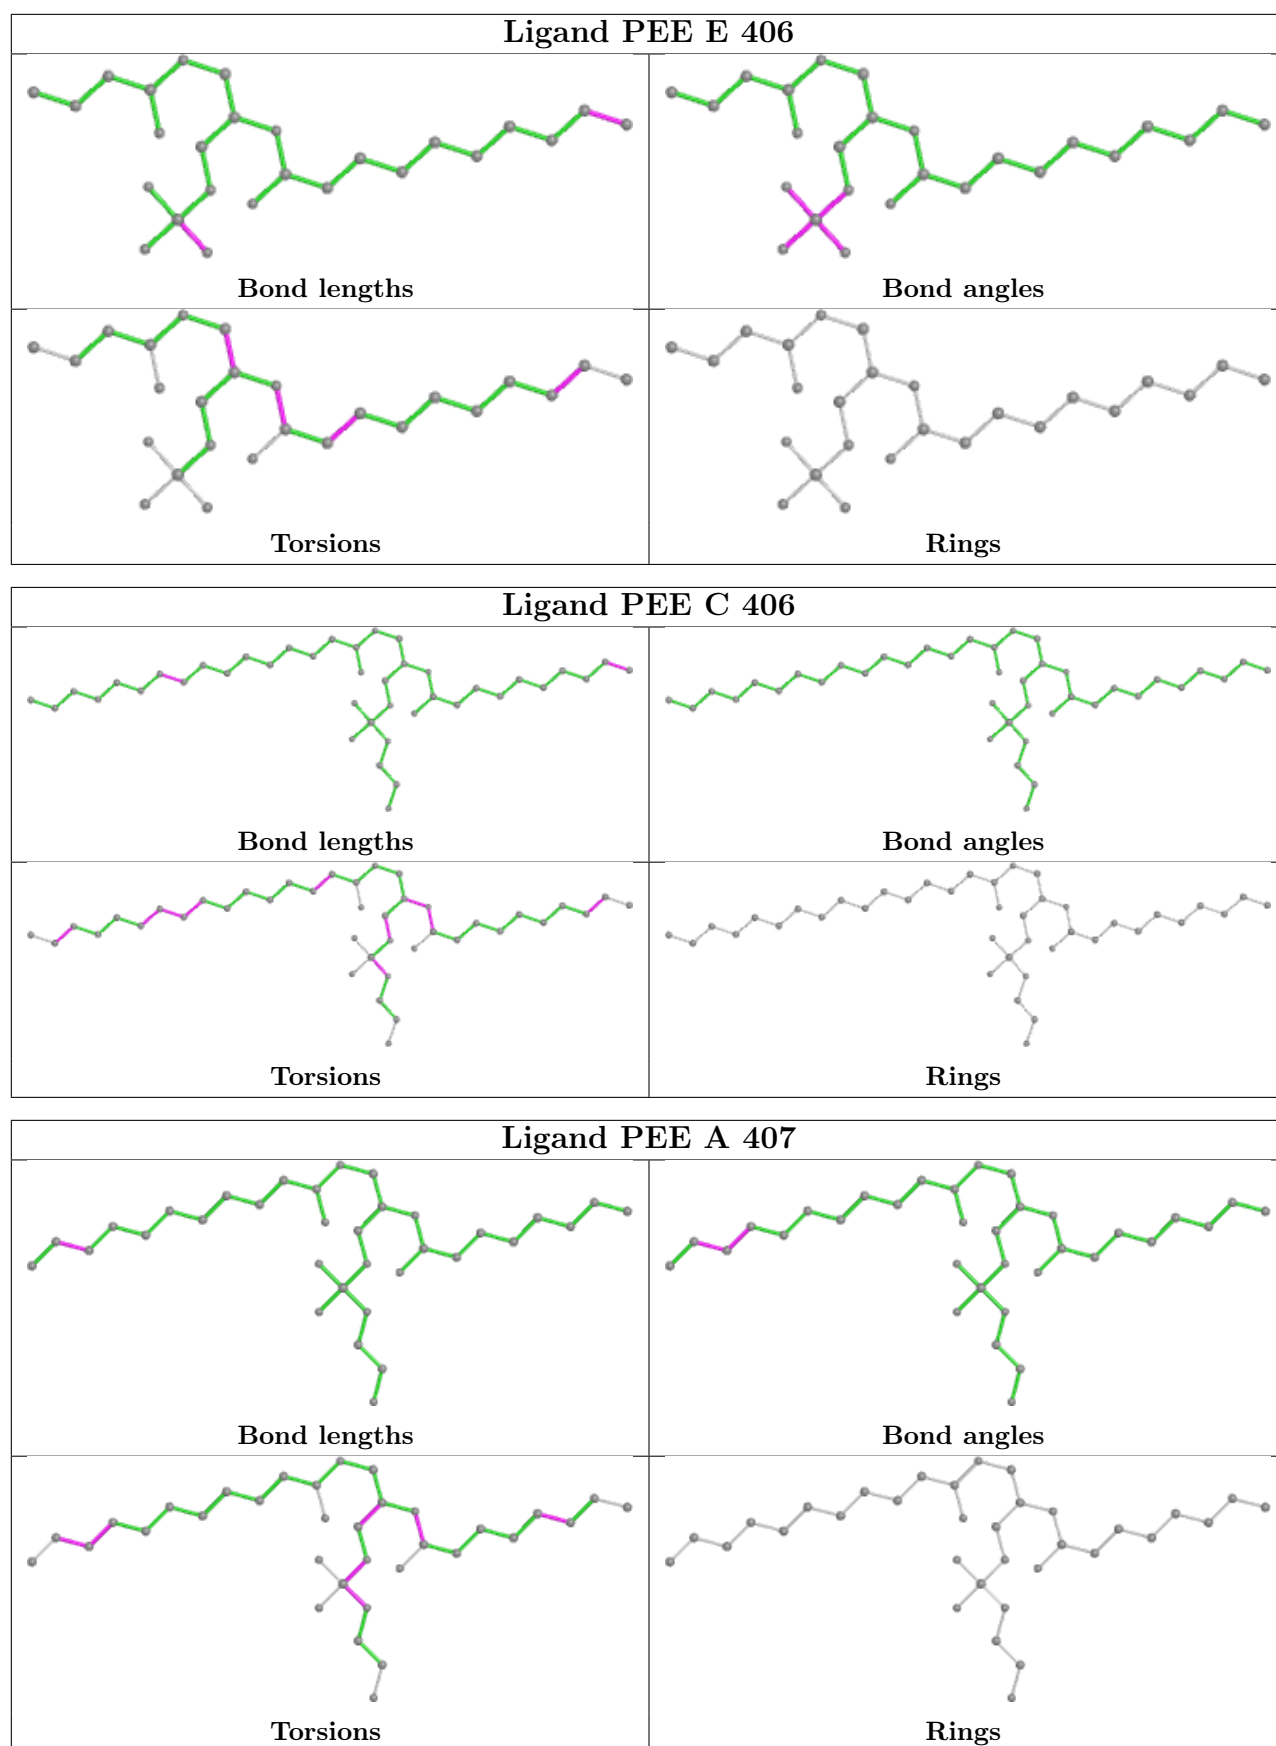 Ligand PEE E 406
Bond lengths
Bond angles
Torsions
Rings
Ligand PEE C 406
Bond lengths
Bond angles
Torsions
Rings
Ligand PEE A 407
Bond lengths
Bond angles
Torsions
Rings